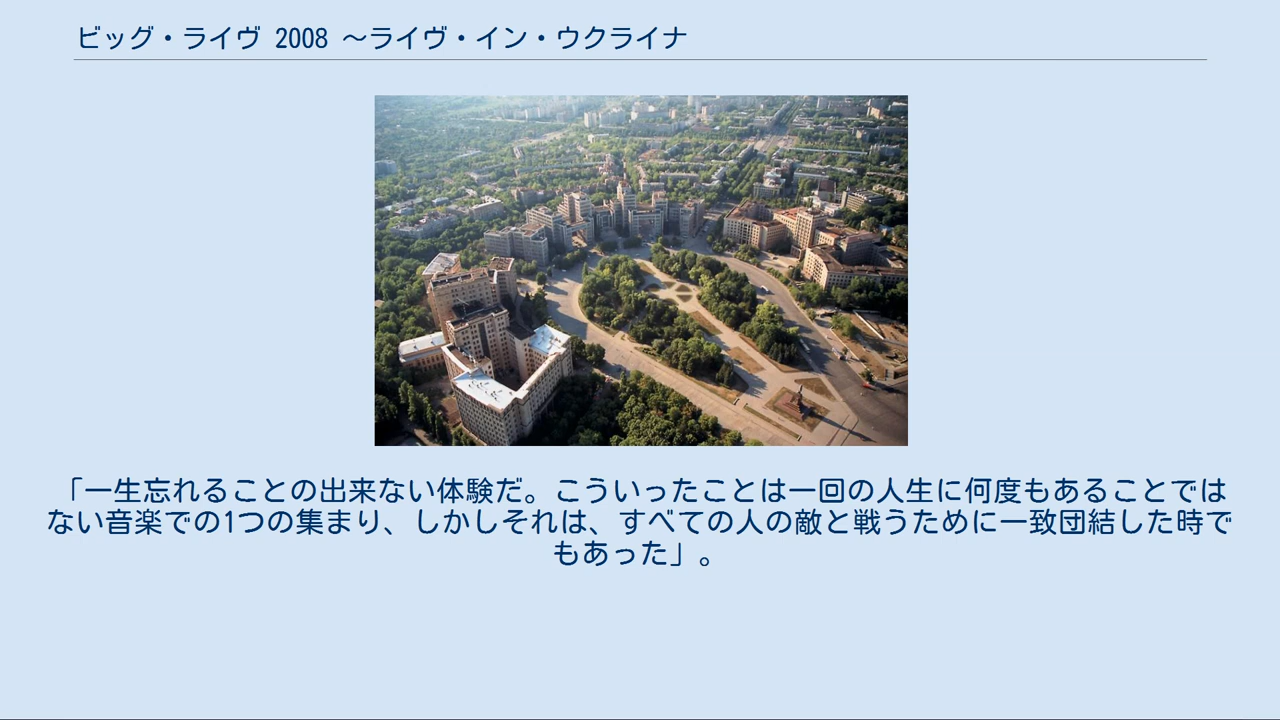 ビッグ・ライヴ 2008 ～ライヴ・イン・ウクライナ
「一生忘れることの出来ない体験だ。こういったことは一回の人生に何度もあることでは
ない音楽での1つの集まり、しかしそれは、すべての人の敵と戦うために一致団結した時で
もあった」。